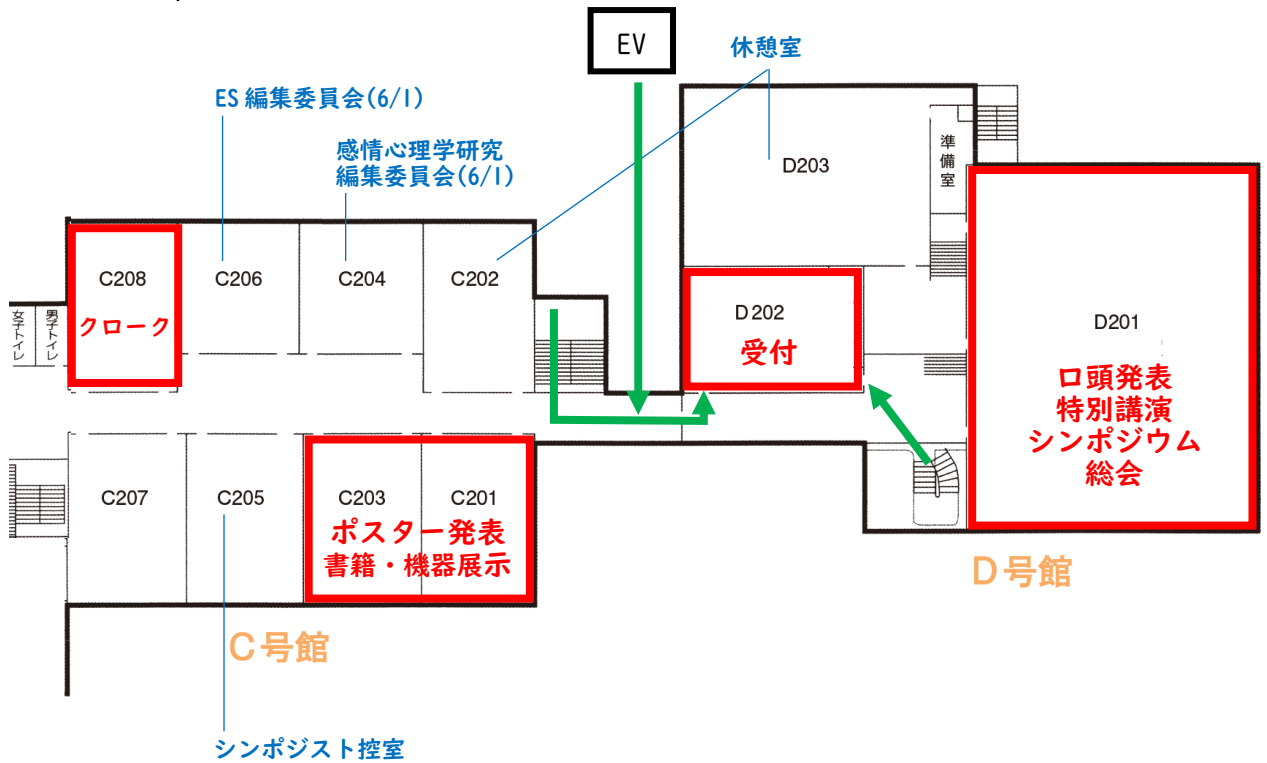 EV
休憩室
ES 編集委員会(6/1)
感情心理学研究
編集委員会(6/1)
準備室
D203
C208
クローク
C206
C204
C202
女子トイレ
男子トイレ
D202
受付
D201
口頭発表
特別講演
シンポジウム
総会
C207
C205
C203
C201
ポスター発表
書籍・機器展示
D号館
C号館
シンポジスト控室